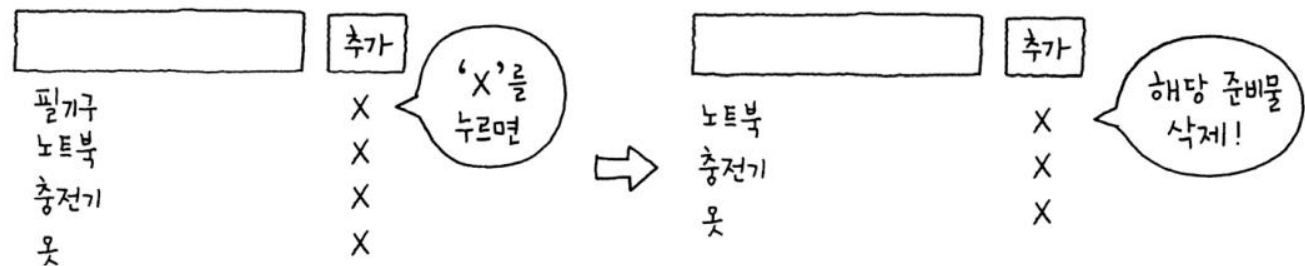 추가
필기구 X
노트북 X
충전기 X
옷 X
'X'를
누르면
추가
노트북 X
충전기 X
옷 X
해당 준비물
삭제!